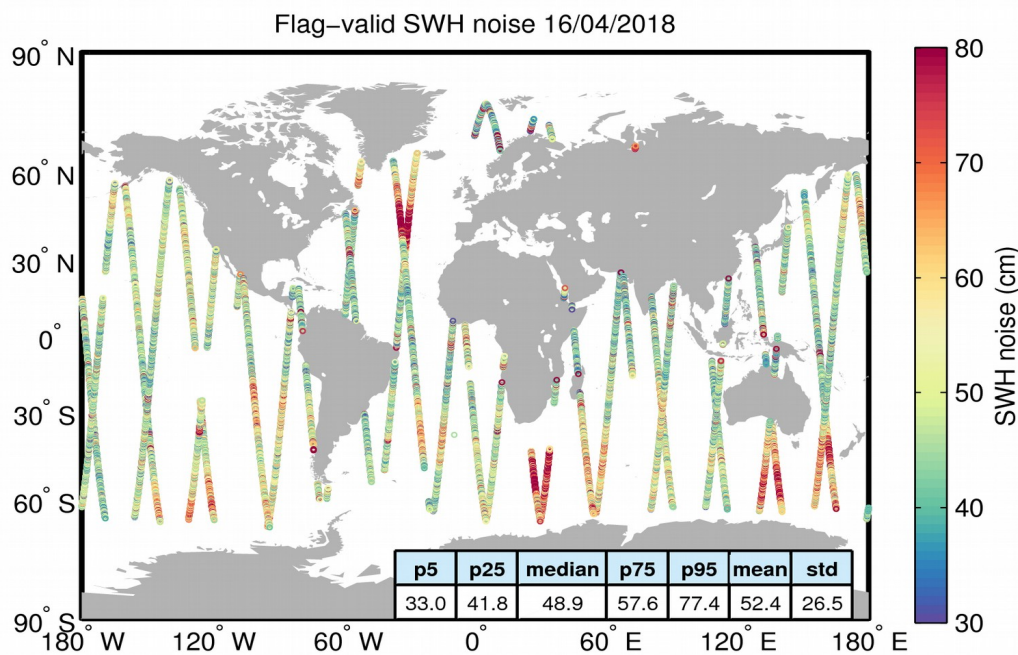 Flag−valid SWH noise 16/04/2018
90° N
60° N
30° N
0°
30° S
60° S
90° S
180° W
120° W
60° W
0°
60° E
120° E
180° E
80
70
60
50
40
30
SWH noise (cm)
p5 p25 median p75 p95 mean std
33.0 41.8 48.9 57.6 77.4 52.4 26.5